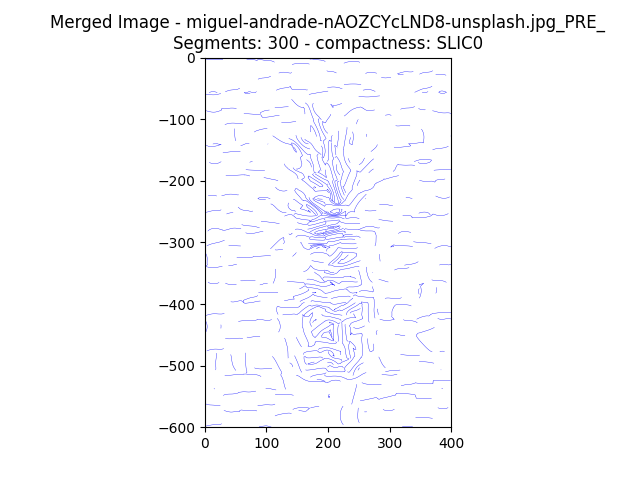 Merged Image - miguel-andrade-nAOZCYcLND8-unsplash.jpg_PRE_
Segments: 300 - compactness: SLIC0
0
−100
−200
−300
−400
−500
−600
0 100 200 300 400